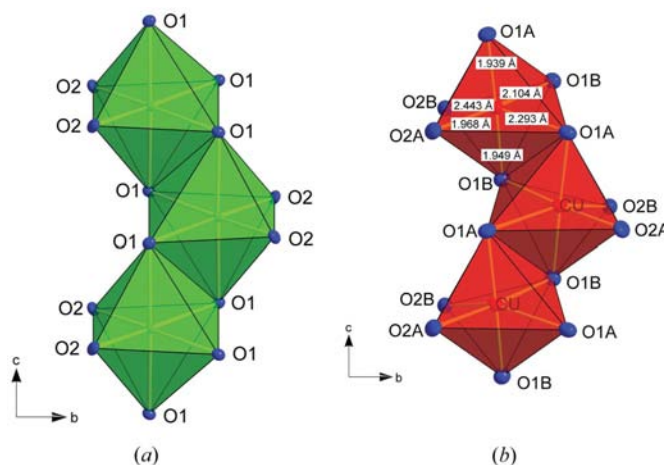 O1
O2
O1
O2
O1
O1
O2
O1
O2
O2
O1
O2
O1
O1
c
b
(a)
O1A
1.939 Å
O1B
2.104 Å
O2B
2.443 Å
2.293 Å
O2A
1.968 Å
O1A
1.949 Å
O1B
CU
O2B
O1A
O2A
O2B
CU
O1B
O2A
O1A
O1B
c
b
(b)